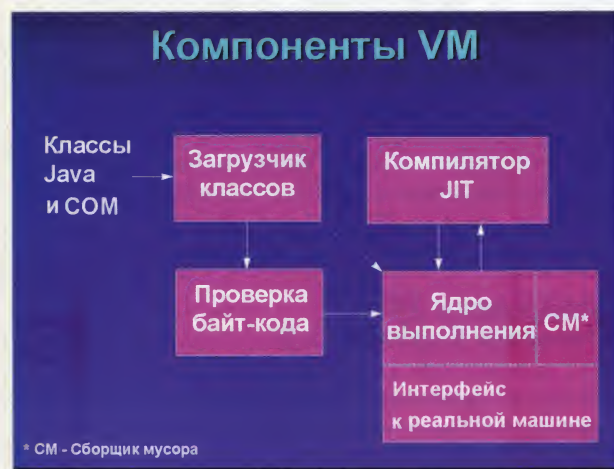 Компоненты VM
Классы
Java
и COM
Загрузчик
классов
Компилятор
JIT
Проверка
байт-кода
Ядро
выполнения
СМ*
Интерфейс
к реальной машине
* СМ - Сборщик мусора